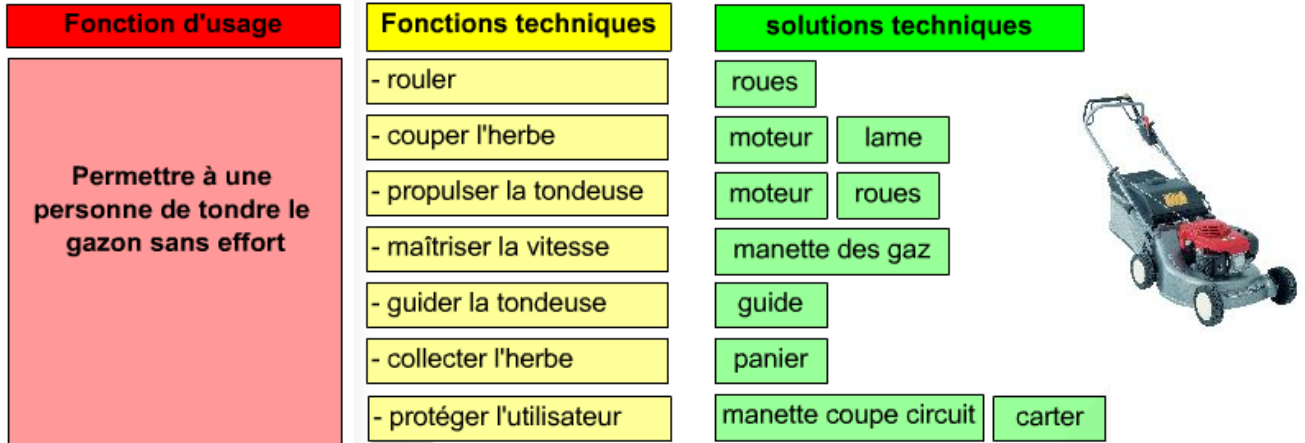 Fonction d'usage
Fonctions techniques
solutions techniques
Permettre à une
personne de tondre le
gazon sans effort
- rouler
roues
- couper l'herbe
moteur
lame
- propulser la tondeuse
moteur
roues
- maîtriser la vitesse
manette des gaz
- guider la tondeuse
guide
- collecter l'herbe
panier
- protéger l'utilisateur
manette coupe circuit
carter